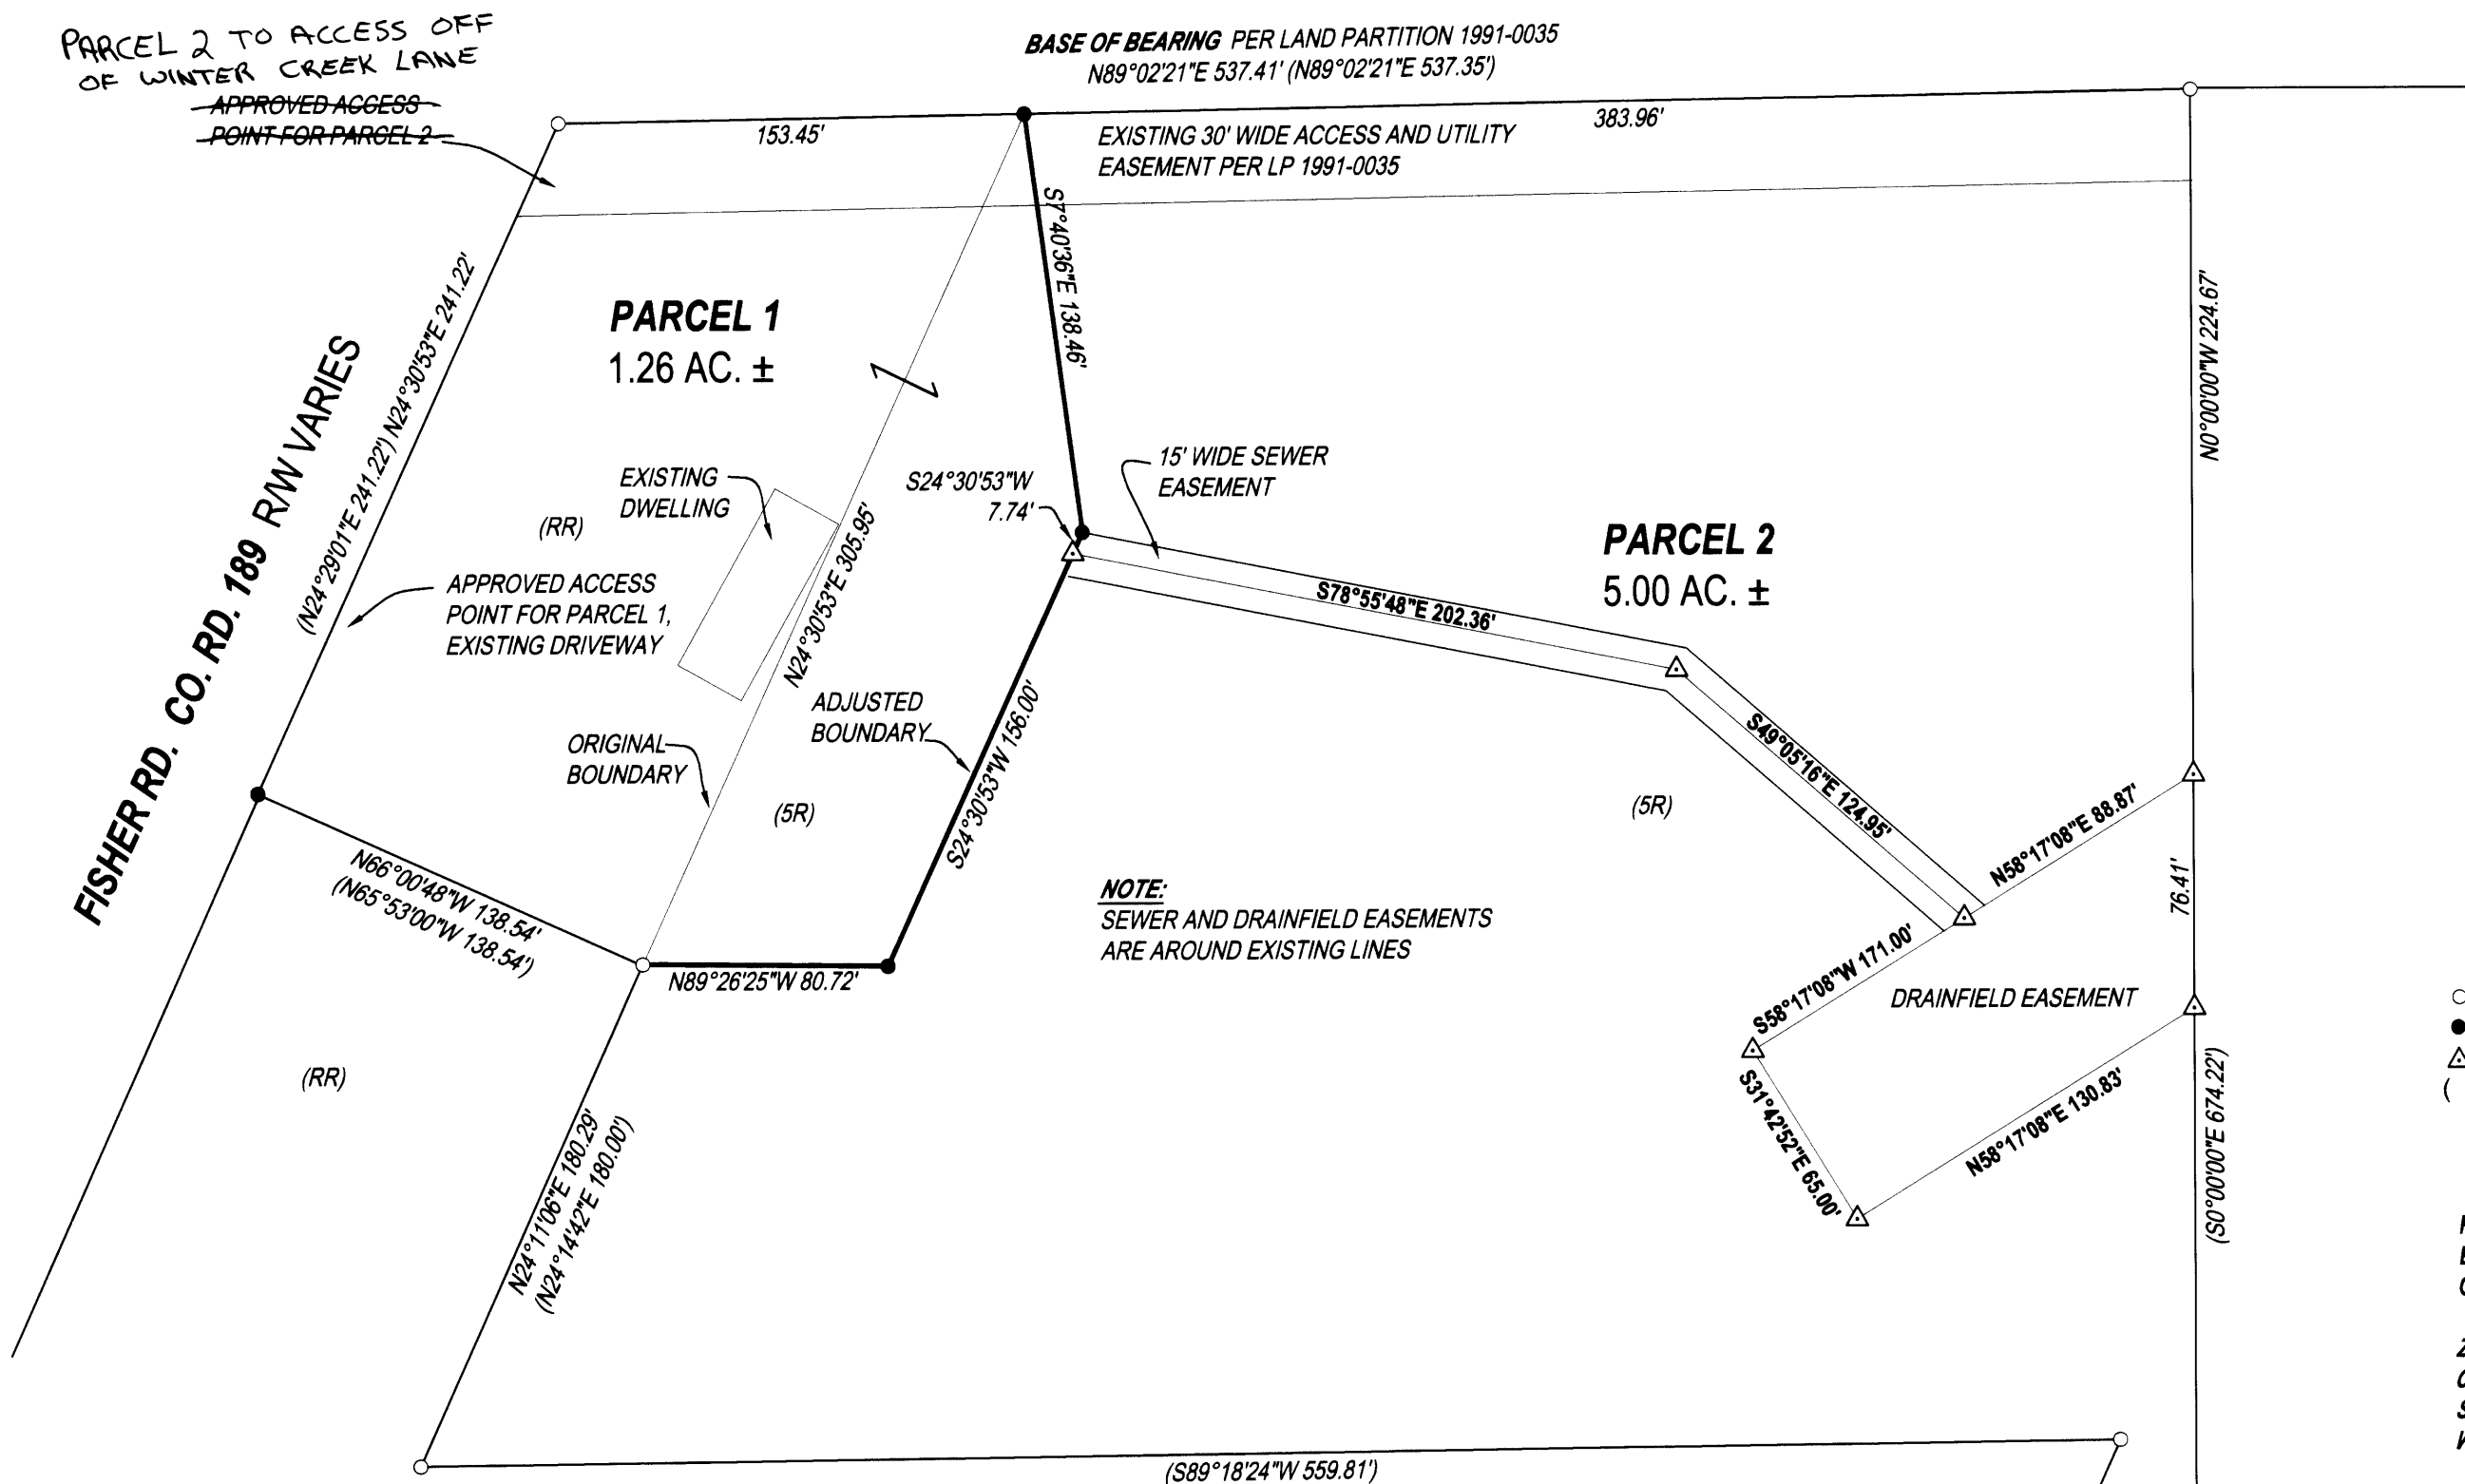 PARCEL 2 TO ACCESS OFF
OF WINTER CREEK LANE
APPROVED ACCESS
POINT FOR PARCEL 2
BASE OF BEARING PER LAND PARTITION 1991-0035
N89°02'21"E 537.41' (N89°02'21"E 537.35')
153.45'
383.96'
EXISTING 30' WIDE ACCESS AND UTILITY
EASEMENT PER LP 1991-0035
S7°40'36"E 138.46'
N0°00'00"W 224.67'
(N24°29'01"E 241.22') N24°30'53"E 241.22'
FISHER RD. CO. RD. 189 R/W VARIES
PARCEL 1
1.26 AC. ±
EXISTING
DWELLING
(RR)
S24°30'53"W
7.74'
15' WIDE SEWER
EASEMENT
PARCEL 2
5.00 AC. ±
APPROVED ACCESS
POINT FOR PARCEL 1,
EXISTING DRIVEWAY
N24°30'53"E 305.95'
S78°55'48"E 202.36'
ADJUSTED
BOUNDARY
ORIGINAL
BOUNDARY
(5R)
S24°30'53"W 156.00'
S49°05'16"E 124.95'
(5R)
N58°17'08"E 88.87'
76.41'
N66°00'48"W 138.54'
(N65°53'00"W 138.54')
NOTE:
SEWER AND DRAINFIELD EASEMENTS
ARE AROUND EXISTING LINES
N89°26'25"W 80.72'
S58°17'08"W 171.00'
DRAINFIELD EASEMENT
(RR)
S31°42'52"E 65.00'
N58°17'08"E 130.83'
(S0°00'00"E 674.22')
N24°11'06"E 180.29'
(N24°14'42"E 180.00')
(S89°18'24"W 559.81')